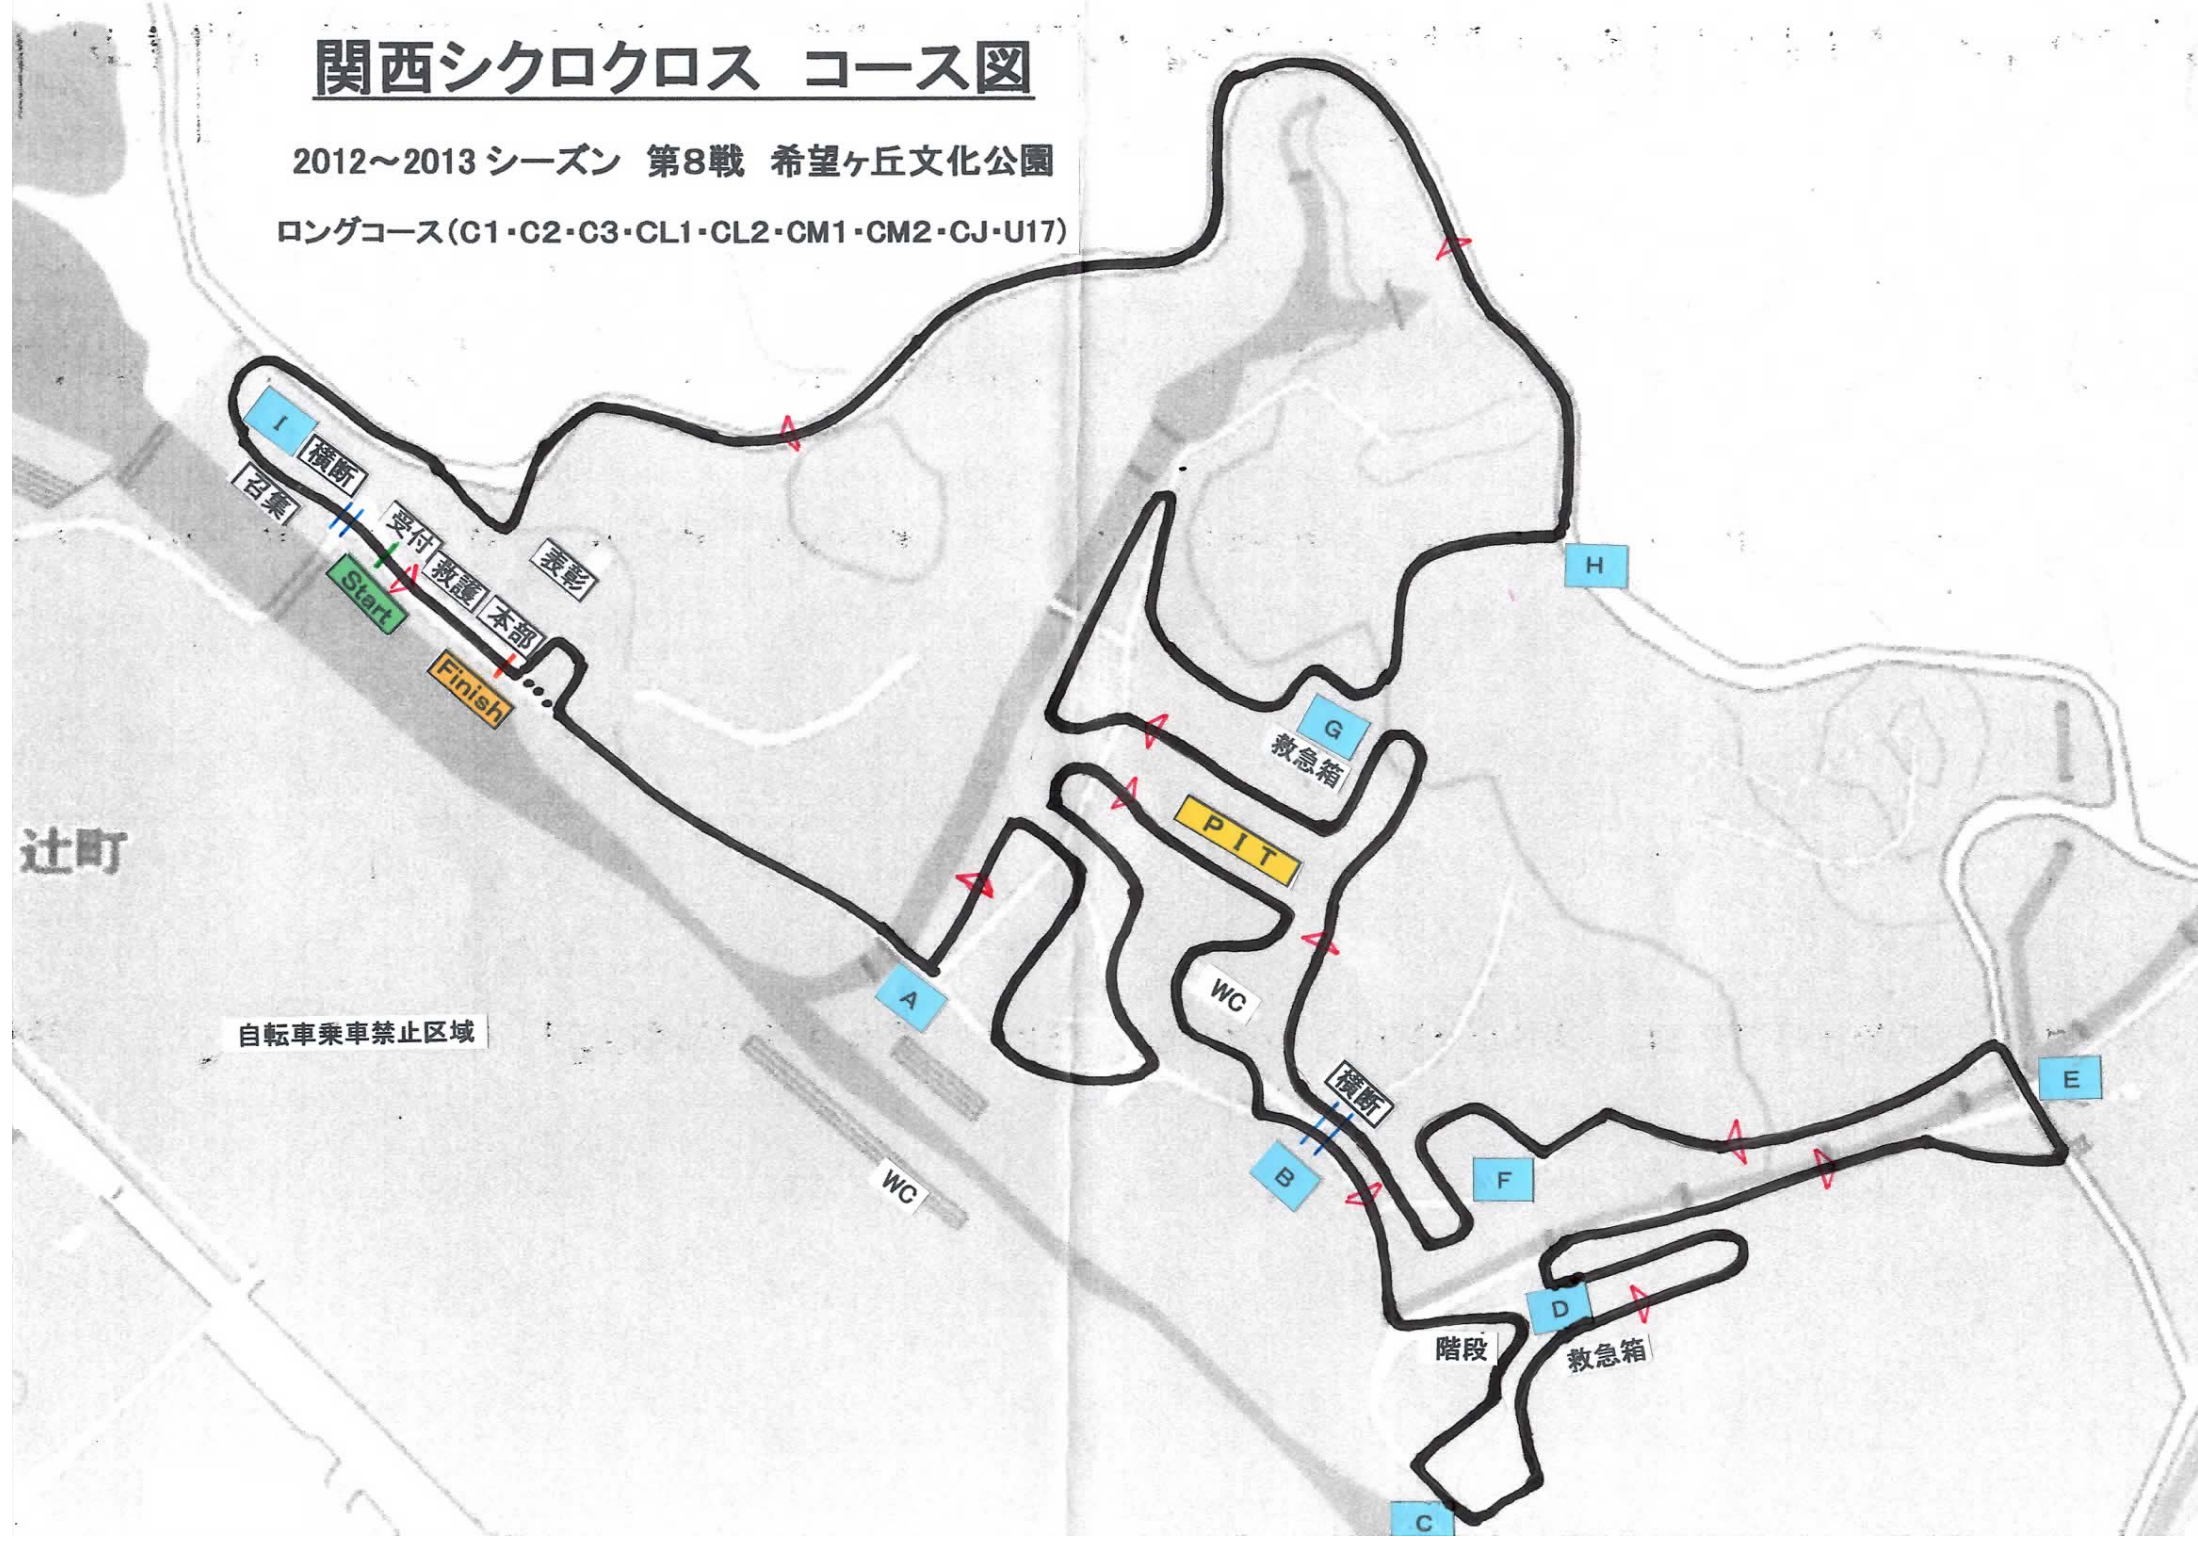 関西シクロクロス コース図
2012～2013 シーズン 第8戦 希望ヶ丘文化公園
ロングコース(C1・C2・C3・CL1・CL2・CM1・CM2・CJ・U17)
I
横断
召集
受付
救護
本部
表彰
Start
Finish
H
G
救急箱
PIT
辻町
WC
A
自転車乗車禁止区域
横断
E
B
F
WC
D
階段
救急箱
C